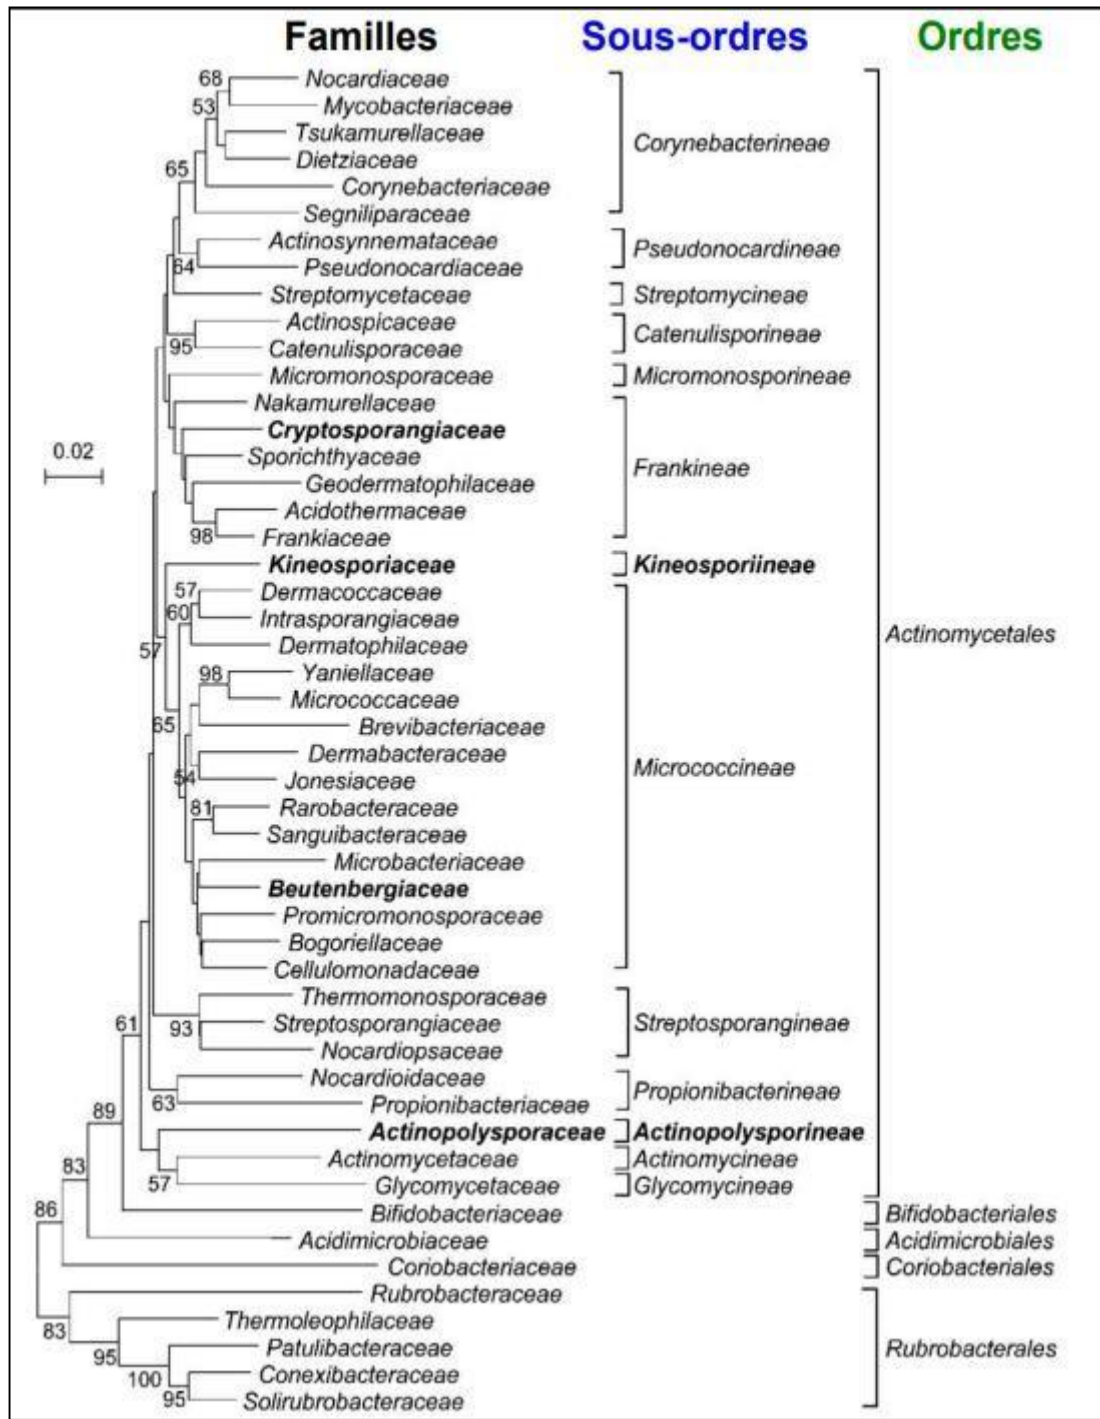 Familles Sous-ordres Ordres
68 Nocardiaceae
53 Mycobacteriaceae
Tsukamurellaceae
Corynebacterineae
Dietziaceae
65
Corynebacteriaceae
Segniliparaceae
Actinosynnemataceae
Pseudonocardineae
64 Pseudonocardiaceae
Streptomycetaceae Streptomycineae
Actinospicaceae
Catenulisporineae
95 Catenulisporaceae
Micromonosporaceae Micromonosporineae
Nakamurellaceae
Cryptosporangiaceae
0.02 Sporichthyaceae
Frankineae
Geodermatophilaceae
Acidothermaceae
98 Frankiaceae
Kineosporiaceae Kineosporiineae
57 Dermacoccaceae
60 Intrasporangiaceae
Actinomycetales
57 Dermatophilaceae
98 Yaniellaceae
Micrococcaceae
65 Brevibacteriaceae
Dermabacteraceae
Micrococcineae
54 Jonesiaceae
81 Rarobacteraceae
Sanguibacteraceae
Microbacteriaceae
Beutenbergiaceae
Promicromonosporaceae
Bogoriellaceae
Cellulomonadaceae
Thermomonosporaceae
61 93 Streptosporangiaceae Streptosporangineae
Nocardiopsaceae
Nocardioidaceae
Propionibacterineae
63 Propionibacteriaceae
89
Actinopolysporaceae Actinopolysporineae
Actinomycetaceae Actinomycineae
83
57 Glycomycetaceae Glycomycineae
86 Bifidobacteriaceae Bifidobacteriales
Acidimicrobiaceae Acidimicrobiales
Coriobacteriaceae Coriobacteriales
Rubrobacteraceae
83 Thermoleophilaceae
95 Patulibacteraceae Rubrobacterales
100 Conexibacteraceae
95 Solirubrobacteraceae